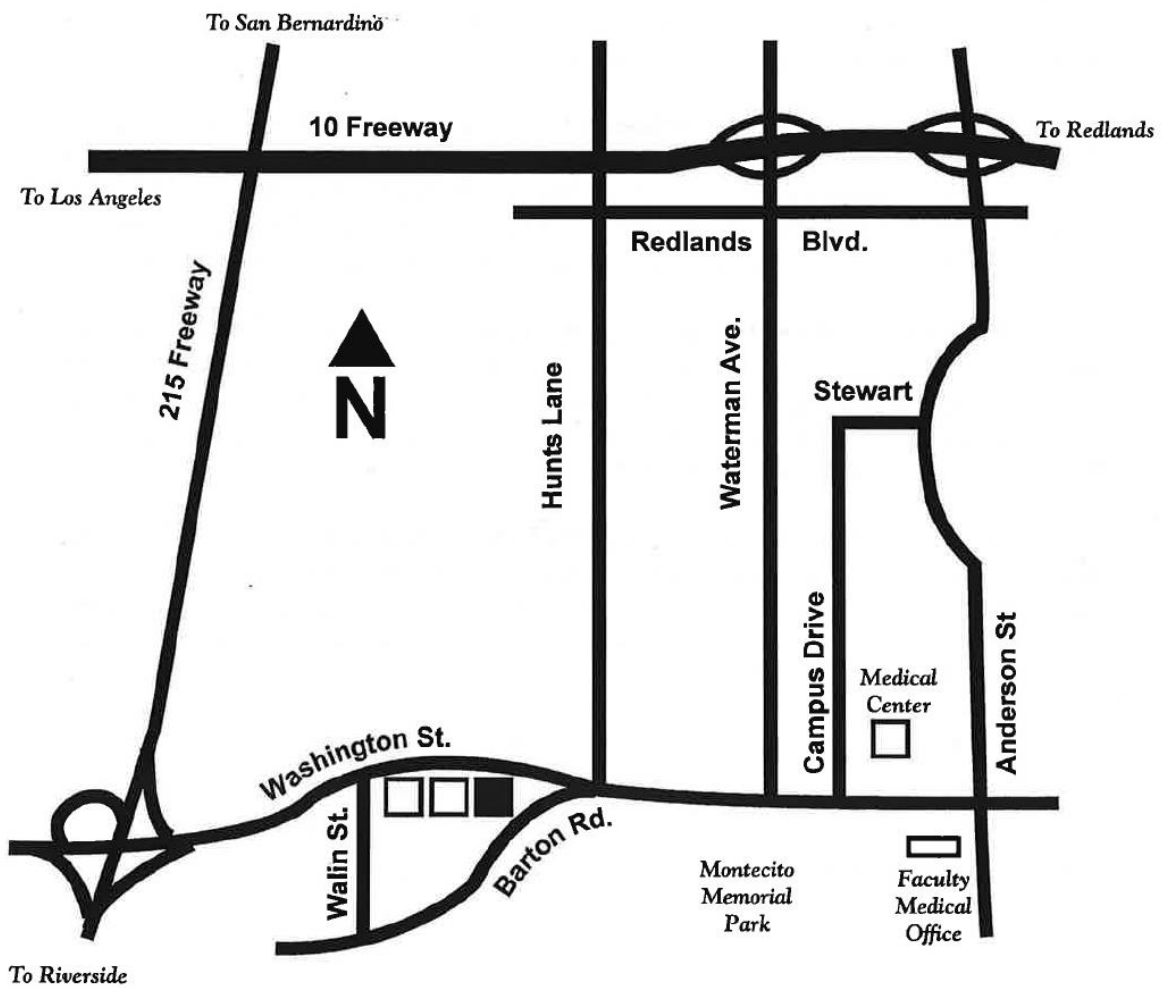 To San Bernardino
10 Freeway
To Redlands
To Los Angeles
Redlands Blvd.
215 Freeway
N
Hunts Lane
Waterman Ave.
Stewart
Campus Drive
Anderson St
Medical
Center
Washington St.
Walin St.
Barton Rd.
Montecito
Memorial
Park
Faculty
Medical
Office
To Riverside